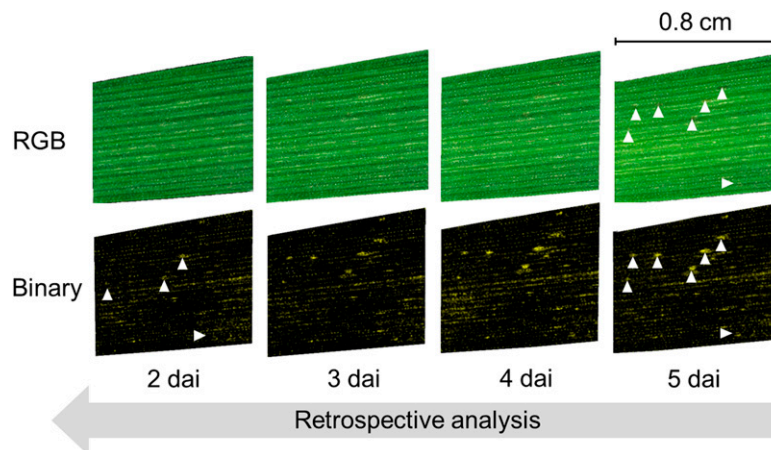 0.8 cm
RGB
Binary
2 dai
3 dai
4 dai
5 dai
Retrospective analysis